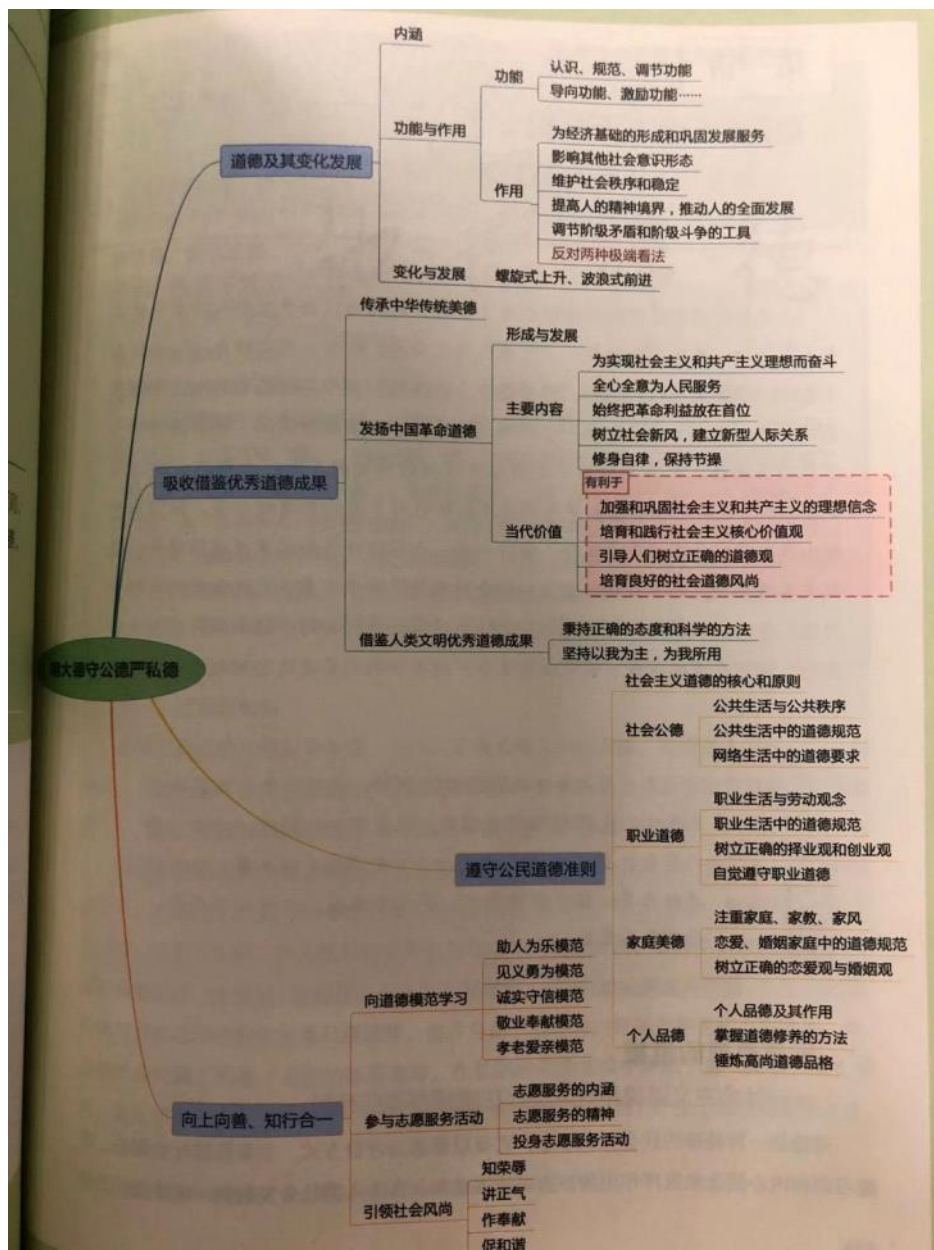 内涵
功能
认识、规范、调节功能
导向功能、激励功能……
功能与作用
为经济基础的形成和巩固发展服务
影响其他社会意识形态
道德及其变化发展
维护社会秩序和稳定
作用
提高人的精神境界，推动人的全面发展
调节阶级矛盾和阶级斗争的工具
反对两种极端看法
变化与发展
螺旋式上升、波浪式前进
传承中华传统美德
形成与发展
为实现社会主义和共产主义理想而奋斗
全心全意为人民服务
主要内容
始终把革命利益放在首位
发扬中国革命道德
树立社会新风，建立新型人际关系
修身自律，保持节操
吸收借鉴优秀道德成果
有利于
加强和巩固社会主义和共产主义的理想信念
当代价值
培育和践行社会主义核心价值观
引导人们树立正确的道德观
培育良好的社会道德风尚
借鉴人类文明优秀道德成果
秉持正确的态度和科学的方法
坚持以我为主，为我所用
大德守公德严私德
社会主义道德的核心和原则
社会公德
公共生活与公共秩序
公共生活中的道德规范
网络生活中的道德要求
职业道德
职业生活与劳动观念
职业生活中的道德规范
树立正确的择业观和创业观
自觉遵守职业道德
遵守公民道德准则
家庭美德
注重家庭、家教、家风
恋爱、婚姻家庭中的道德规范
树立正确的恋爱观与婚姻观
个人品德
个人品德及其作用
掌握道德修养的方法
锤炼高尚道德品格
向道德模范学习
助人为乐模范
见义勇为模范
诚实守信模范
敬业奉献模范
孝老爱亲模范
向上向善、知行合一
参与志愿服务活动
志愿服务的内涵
志愿服务的精神
投身志愿服务活动
引领社会风尚
知荣辱
讲正气
作奉献
促和谐